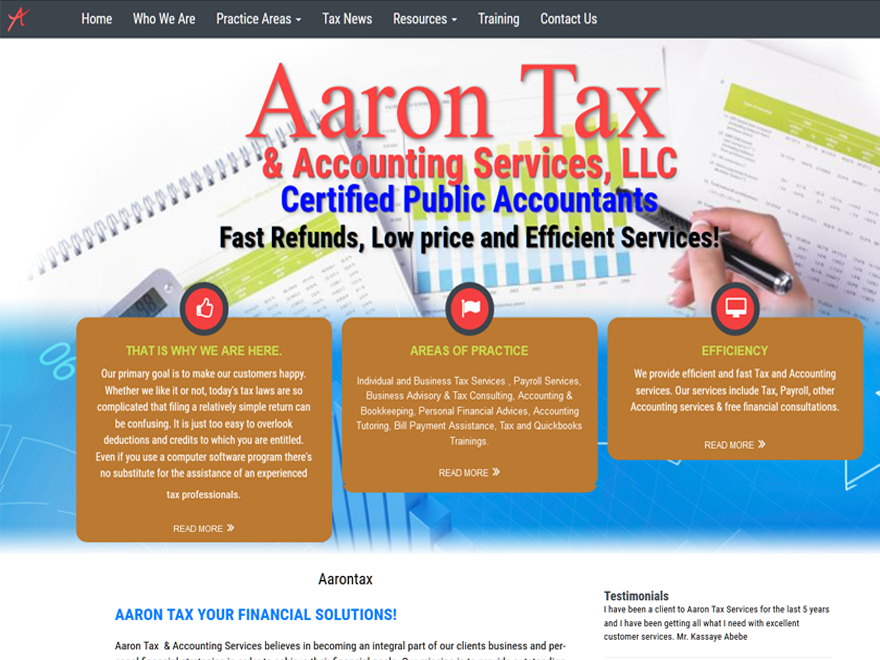 Home Who We Are Practice Areas Tax News Resources Training Contact Us
Aaron Tax
& Accounting Services, LLC
Certified Public Accountants
Fast Refunds, Low price and Efficient Services!
THAT IS WHY WE ARE HERE.
Our primary goal is to make our customers happy.
Whether we like it or not, today's tax laws are so
complicated that filing a relatively simple return can
be confusing. It is just too easy to overlook
deductions and credits to which you are entitled.
Even if you use a computer software program there's
no substitute for the assistance of an experienced
tax professionals.
READ MORE »
AREAS OF PRACTICE
Individual and Business Tax Services , Payroll Services,
Business Advisory & Tax Consulting, Accounting &
Bookkeeping, Personal Financial Advices, Accounting
Tutoring, Bill Payment Assistance, Tax and Quickbooks
Trainings.
READ MORE »
EFFICIENCY
We provide efficient and fast Tax and Accounting
services. Our services include Tax, Payroll, other
Accounting services & free financial consultations.
READ MORE »
Aarontax
AARON TAX YOUR FINANCIAL SOLUTIONS!
Aaron Tax & Accounting Services believes in becoming an integral part of our clients business and per-
Testimonials
I have been a client to Aaron Tax Services for the last 5 years
and I have been getting all what I need with excellent
customer services. Mr. Kassaye Abebe